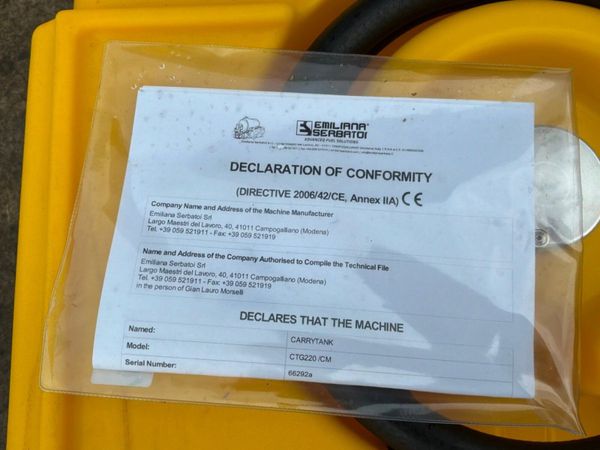 EMILIANA®
SERBATOI
ADVANCED FUEL SOLUTIONS
DECLARATION OF CONFORMITY
(DIRECTIVE 2006/42/CE, Annex IIA) CE
Company Name and Address of the Machine Manufacturer
Emiliana Serbatoi Srl
Largo Maestri del Lavoro, 40, 41011 Campogalliano (Modena)
Tel. +39 059 521911 - Fax: +39 059 521919
Name and Address of the Company Authorised to Compile the Technical File
Emiliana Serbatoi Srl
Largo Maestri del Lavoro, 40, 41011 Campogalliano (Modena)
Tel. +39 059 521911 - Fax: +39 059 521919
in the person of Gian Lauro Morselli
DECLARES THAT THE MACHINE
Named: CARRYTANK
Model: CTG220 /CM
Serial Number: 66292a